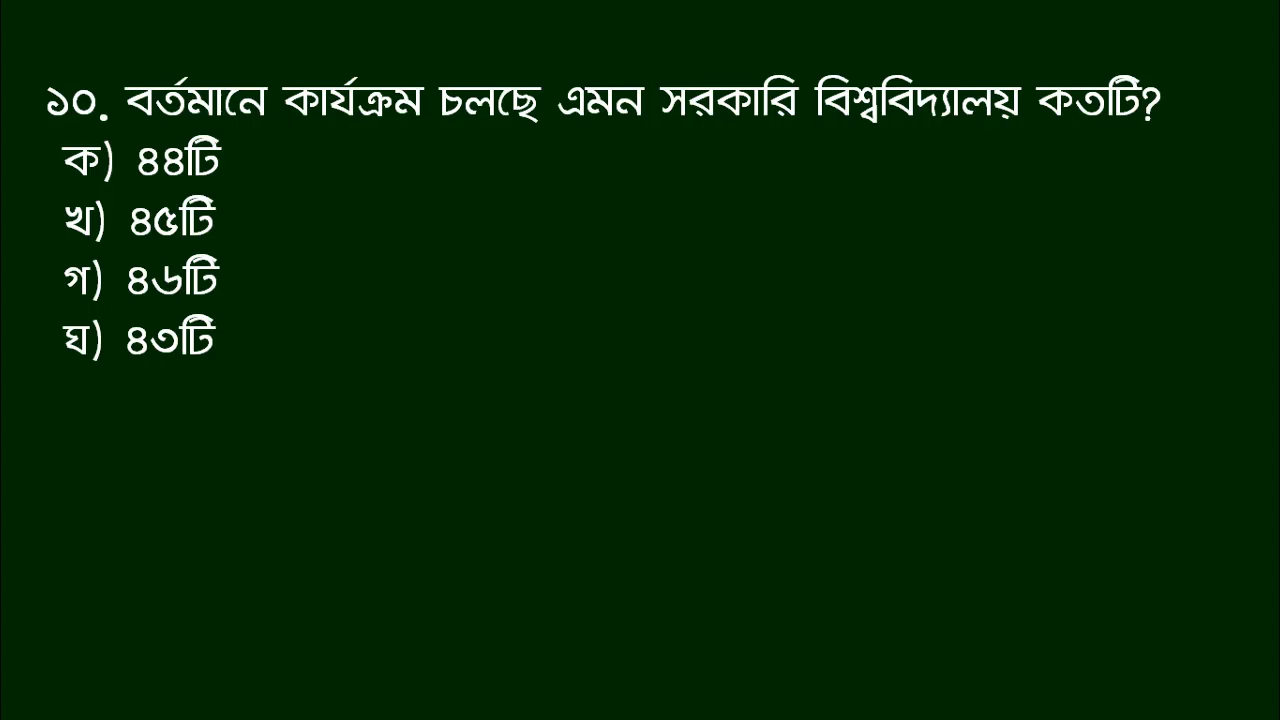 ১০. বর্তমানে কার্যক্রম চলছে এমন সরকারি বিশ্ববিদ্যালয় কতটি?
ক) ৪৪টি
খ) ৪৫টি
গ) ৪৬টি
ঘ) ৪৩টি